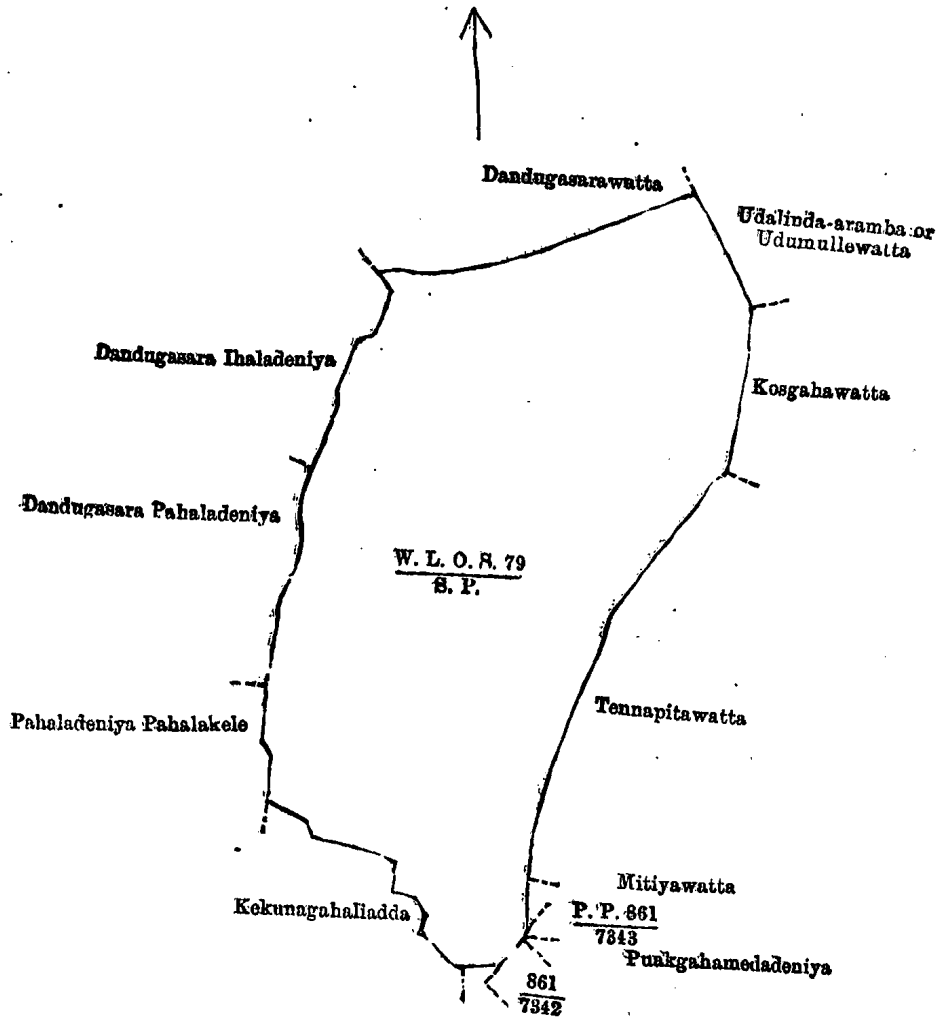 Dandugasarawatta
Udalinda-aramba or
Udumullewatta
Dandugasara Ihaladeniya
Kosgahawatta
Dandugasara Pahaladeniya
W. L. O. S. 79
S. P.
Tennapitawatta
Pahaladeniya Pahalakele
Mitiyawatta
Kekunagahaliadda
P. P. 861
7343
Puakgahamedadeniya
861
7342